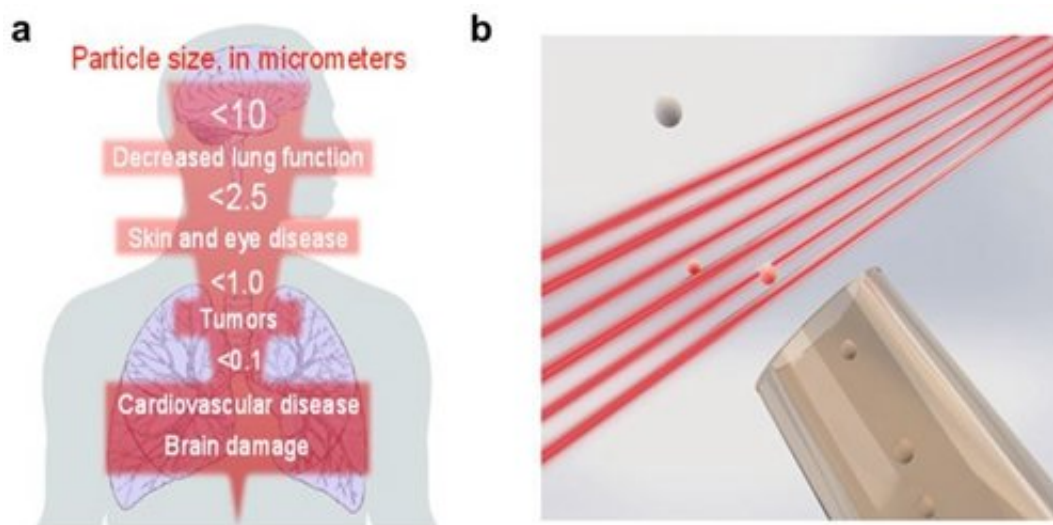 a
Particle size, in micrometers
<10
Decreased lung function
<2.5
Skin and eye disease
<1.0
Tumors
<0.1
Cardiovascular disease
Brain damage
b